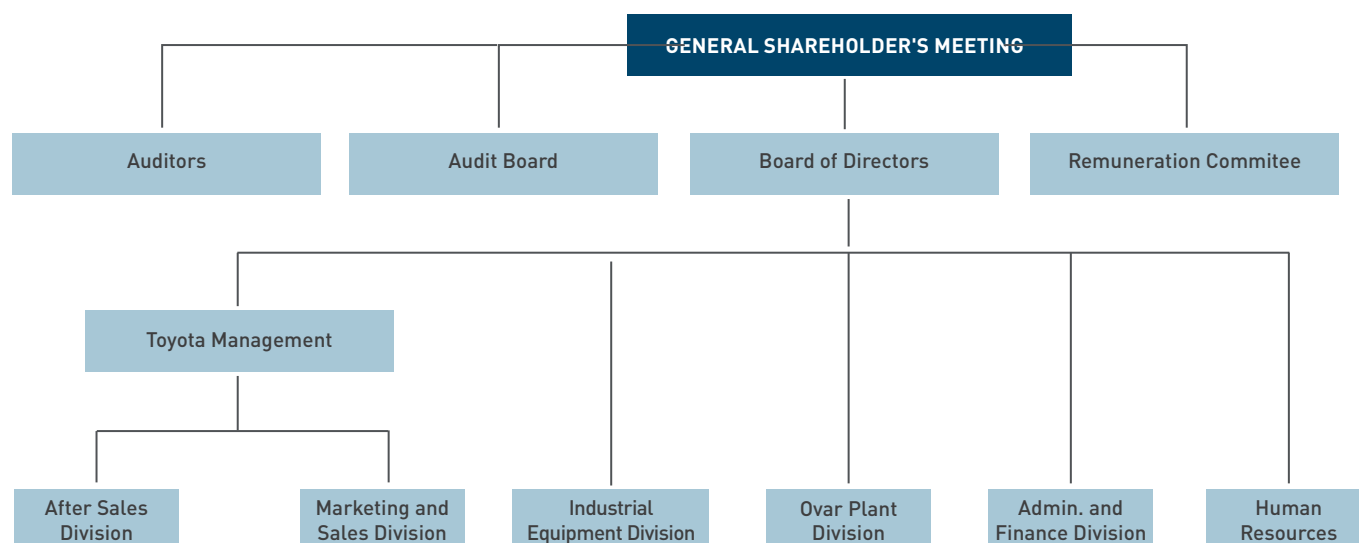 GENERAL SHAREHOLDER'S MEETING
Auditors
Audit Board
Board of Directors
Remuneration Commitee
Toyota Management
After Sales
Division
Marketing and
Sales Division
Industrial
Equipment Division
Ovar Plant
Division
Admin. and
Finance Division
Human
Resources